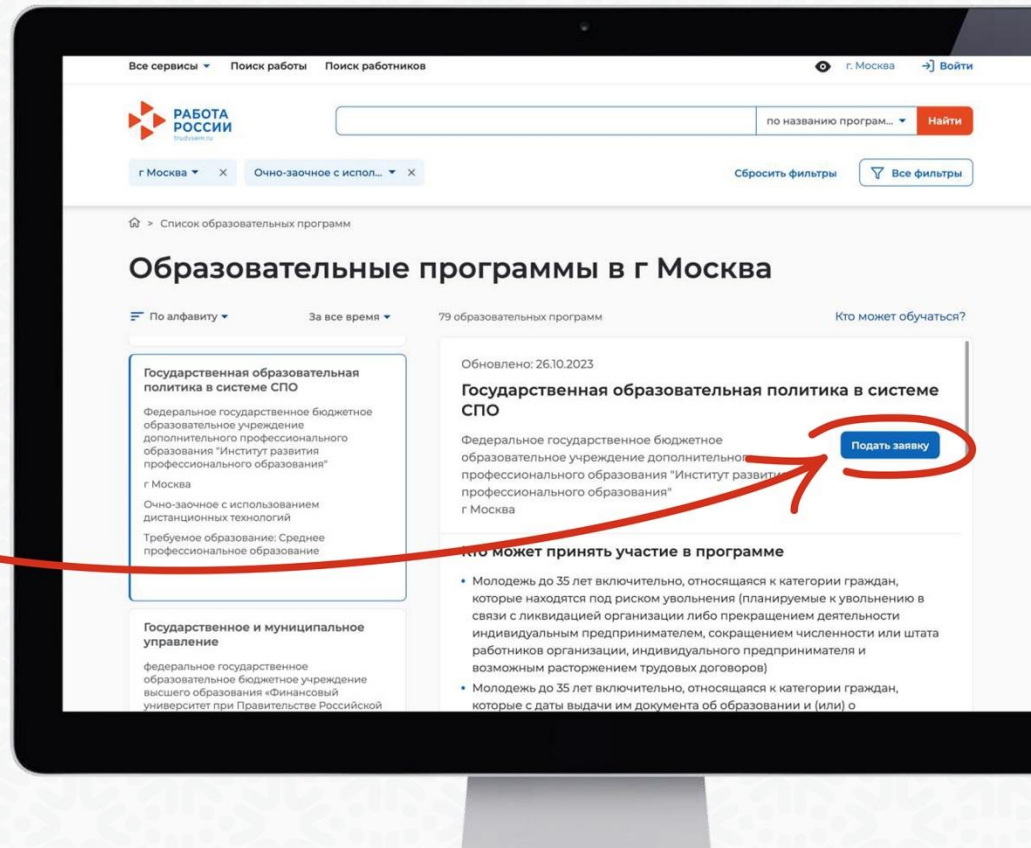 Все сервисы Поиск работы Поиск работников г. Москва Войти
РАБОТА
РОССИИ
trudvsem.ru
по названию програм... Найти
г Москва Очно-заочное с испол... Сбросить фильтры Все фильтры
> Список образовательных программ
Образовательные программы в г Москва
По алфавиту За все время 79 образовательных программ Кто может обучаться?
Государственная образовательная
политика в системе СПО
Федеральное государственное бюджетное
образовательное учреждение
дополнительного профессионального
образования "Институт развития
профессионального образования"
г Москва
Очно-заочное с использованием
дистанционных технологий
Требуемое образование: Среднее
профессиональное образование
Государственное и муниципальное
управление
федеральное государственное
образовательное бюджетное учреждение
высшего образования «Финансовый
университет при Правительстве Российской
Обновлено: 26.10.2023
Государственная образовательная политика в системе
СПО
Федеральное государственное бюджетное
образовательное учреждение дополнительного
профессионального образования "Институт развития
профессионального образования"
г Москва
Подать заявку
Кто может принять участие в программе
• Молодежь до 35 лет включительно, относящаяся к категории граждан,
которые находятся под риском увольнения (планируемые к увольнению в
связи с ликвидацией организации либо прекращением деятельности
индивидуальным предпринимателем, сокращением численности или штата
работников организации, индивидуального предпринимателя и
возможным расторжением трудовых договоров)
• Молодежь до 35 лет включительно, относящаяся к категории граждан,
которые с даты выдачи им документа об образовании и (или) о